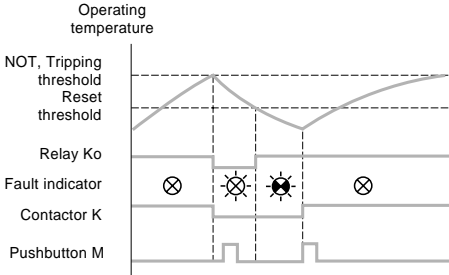 Operating
temperature
NOT, Tripping
threshold
Reset
threshold
Relay Ko
Fault indicator
Contactor K
Pushbutton M